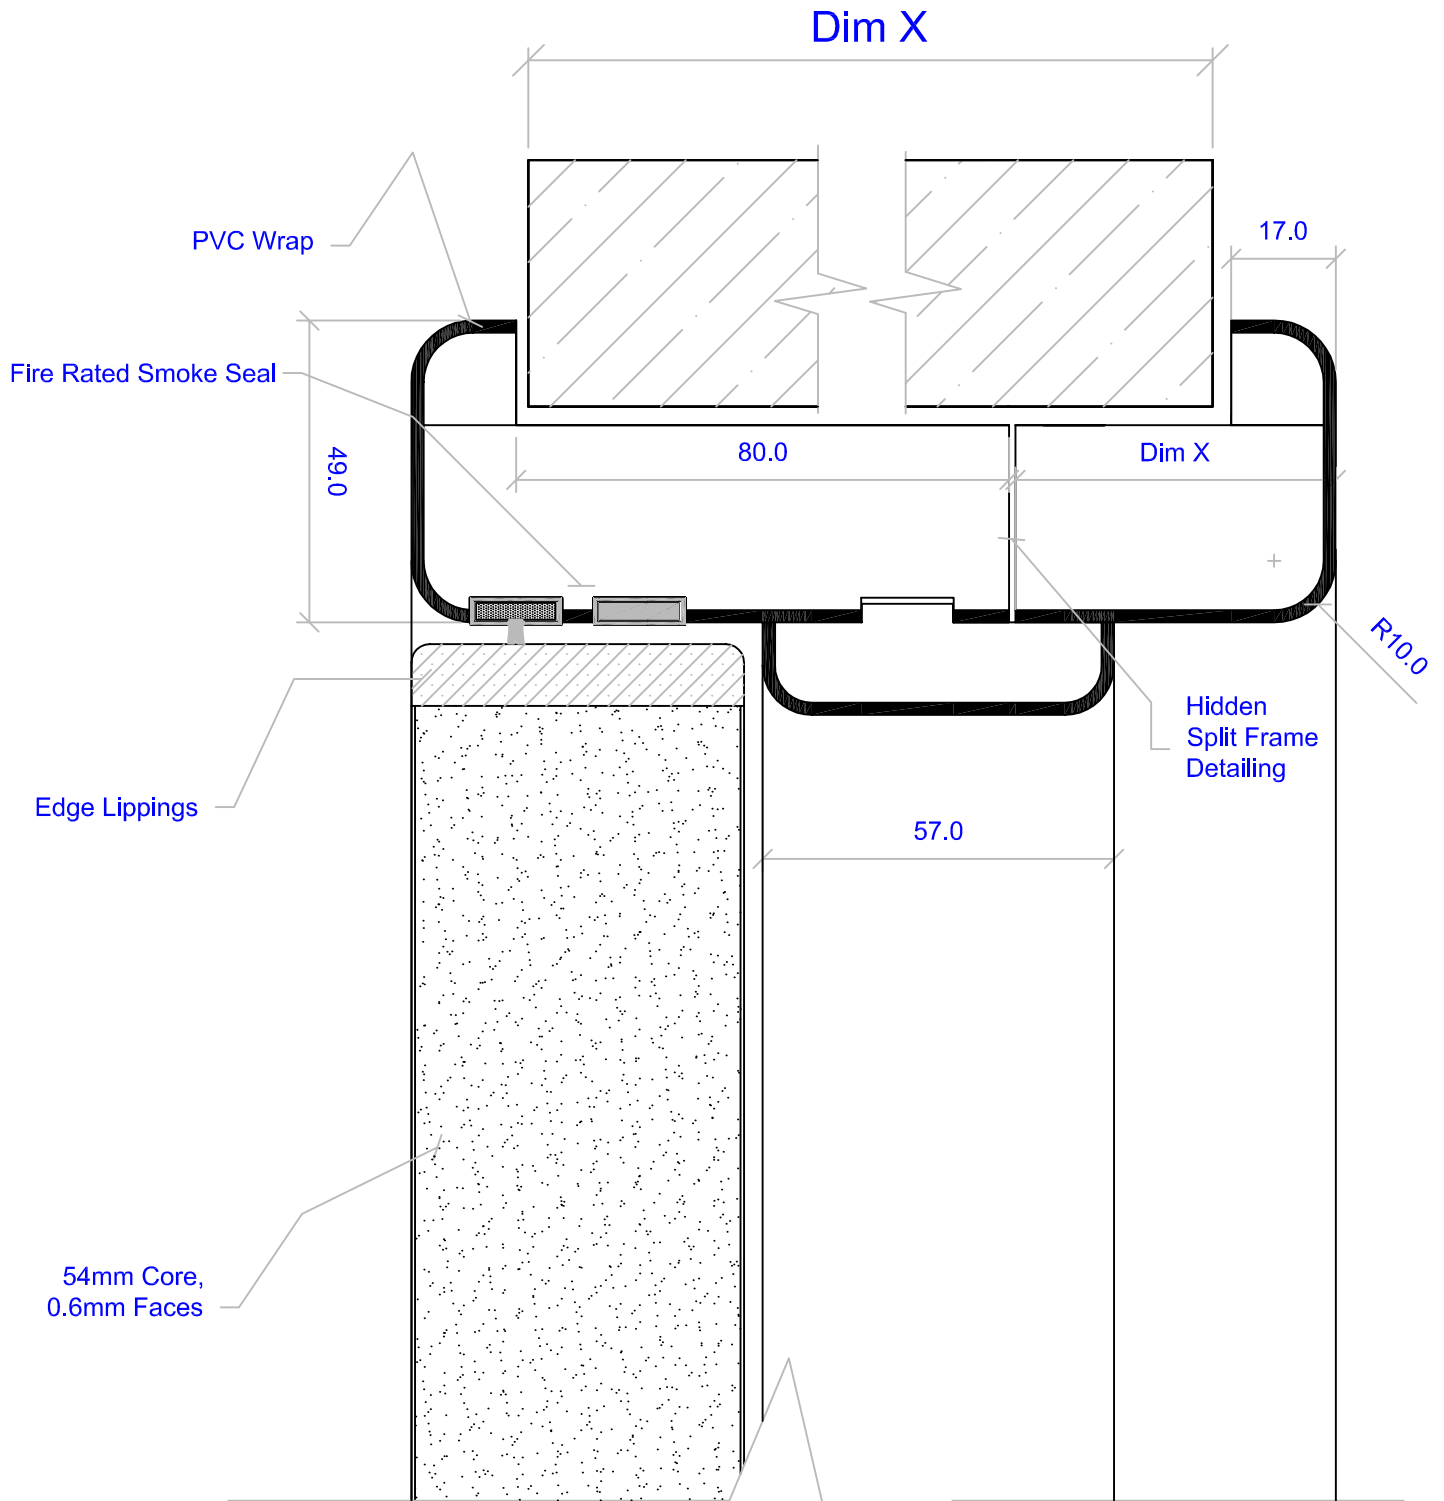 Dim X
PVC Wrap
17.0
Fire Rated Smoke Seal
49.0
80.0
Dim X
R10.0
Hidden
Split Frame
Detailing
Edge Lippings
57.0
54mm Core,
0.6mm Faces